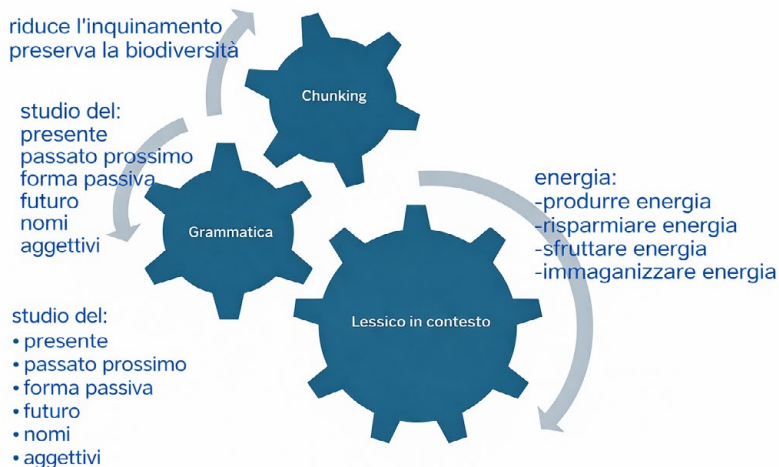 riduce l'inquinamento
preserva la biodiversità
Chunking
studio del:
presente
passato prossimo
forma passiva
futuro
nomi
aggettivi
Grammatica
energia:
-produrre energia
-risparmiare energia
-sfruttare energia
-immaganizzare energia
Lessico in contesto
studio del:
• presente
• passato prossimo
• forma passiva
• futuro
• nomi
• aggettivi